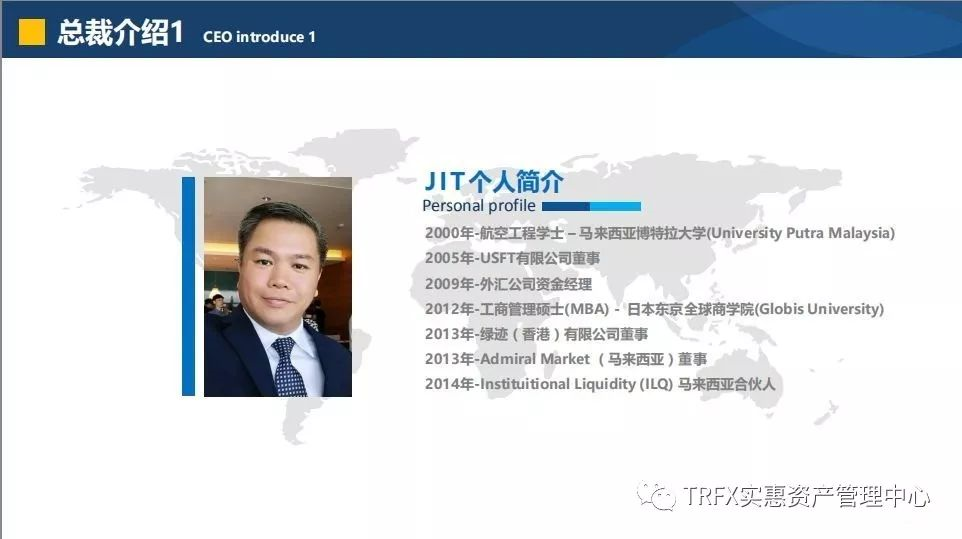 总裁介绍1 CEO introduce 1
JIT个人简介
Personal profile
2000年-航空工程学士 – 马来西亚博特拉大学(University Putra Malaysia)
2005年-USFT有限公司董事
2009年-外汇公司资金经理
2012年-工商管理硕士(MBA) - 日本东京全球商学院(Globis University)
2013年-绿迹（香港）有限公司董事
2013年-Admiral Market （马来西亚）董事
2014年-Instituitional Liquidity (ILQ) 马来西亚合伙人
TRFX实惠资产管理中心